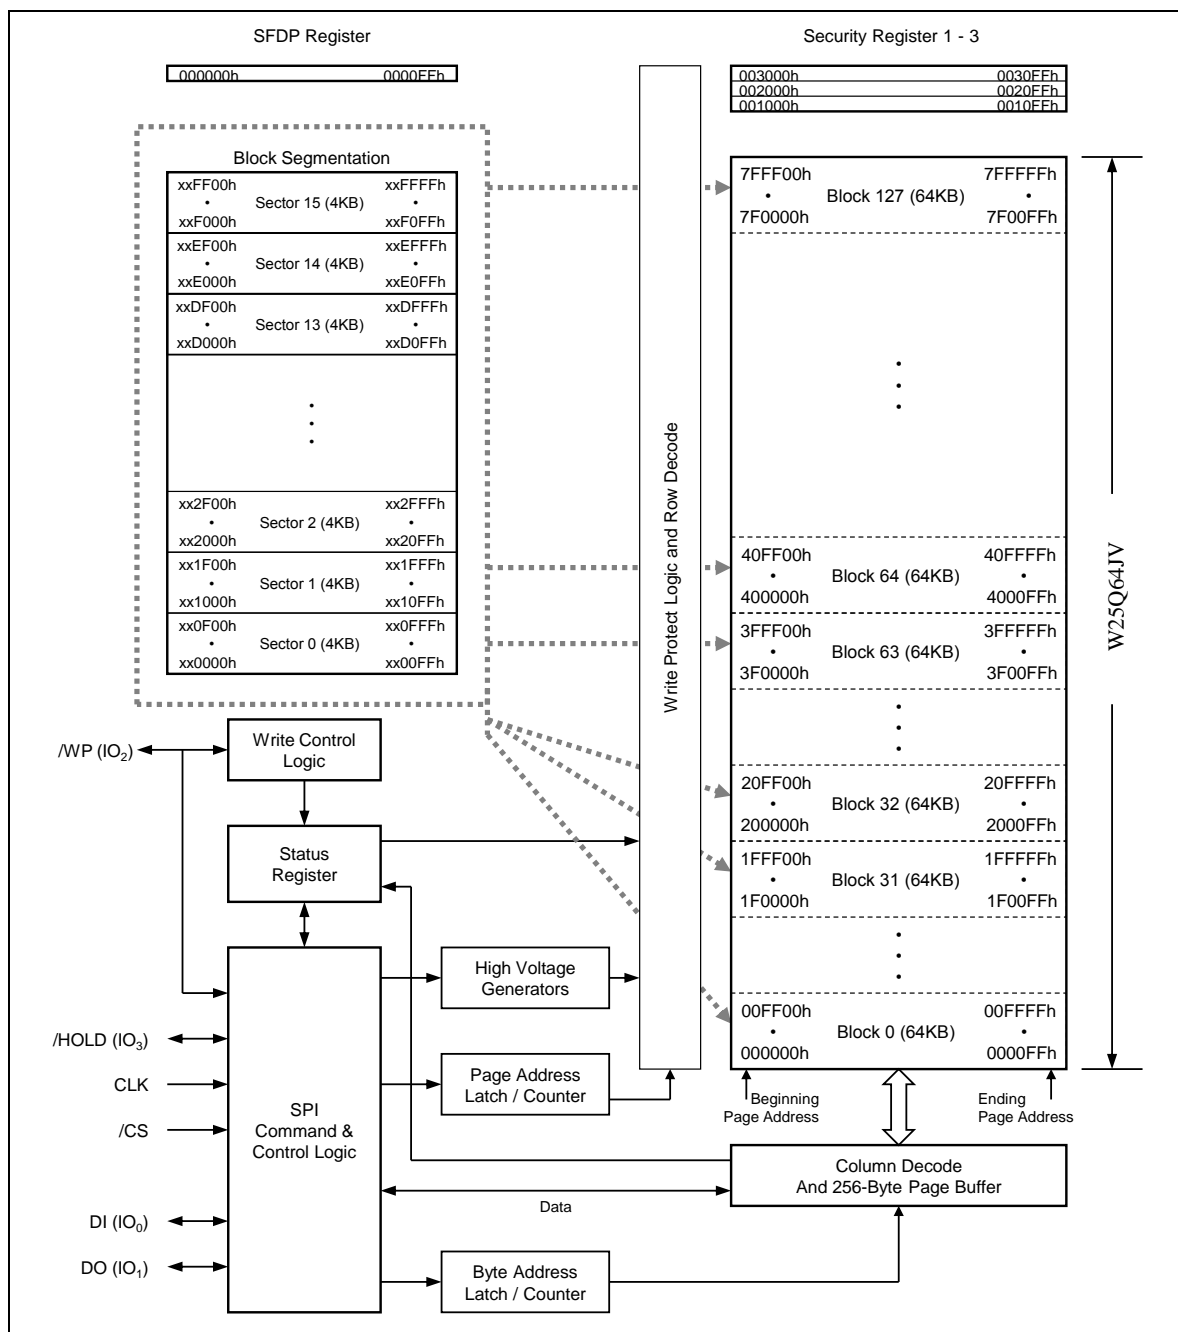 SFDP Register
000000h 0000FFh
Security Register 1 - 3
003000h 0030FFh
002000h 0020FFh
001000h 0010FFh
Block Segmentation
xxFF00h xxFFFFh
• Sector 15 (4KB) •
xxF000h xxF0FFh
xxEF00h xxEFFFh
• Sector 14 (4KB) •
xxE000h xxE0FFh
xxDF00h xxDFFFh
• Sector 13 (4KB) •
xxD000h xxD0FFh
xx2F00h xx2FFFh
• Sector 2 (4KB) •
xx2000h xx20FFh
xx1F00h xx1FFFh
• Sector 1 (4KB) •
xx1000h xx10FFh
xx0F00h xx0FFFh
• Sector 0 (4KB) •
xx0000h xx00FFh
Write Protect Logic and Row Decode
7FFF00h 7FFFFFh
• Block 127 (64KB) •
7F0000h 7F00FFh
40FF00h 40FFFFh
• Block 64 (64KB) •
400000h 4000FFh
3FFF00h 3FFFFFh
• Block 63 (64KB) •
3F0000h 3F00FFh
20FF00h 20FFFFh
• Block 32 (64KB) •
200000h 2000FFh
1FFF00h 1FFFFFh
• Block 31 (64KB) •
1F0000h 1F00FFh
00FF00h 00FFFFh
• Block 0 (64KB) •
000000h 0000FFh
W25Q64JV
Beginning
Page Address
Ending
Page Address
/WP (IO₂)
Write Control
Logic
Status
Register
High Voltage
Generators
/HOLD (IO₃)
CLK
/CS
DI (IO₀)
DO (IO₁)
SPI
Command &
Control Logic
Page Address
Latch / Counter
Column Decode
And 256-Byte Page Buffer
Data
Byte Address
Latch / Counter